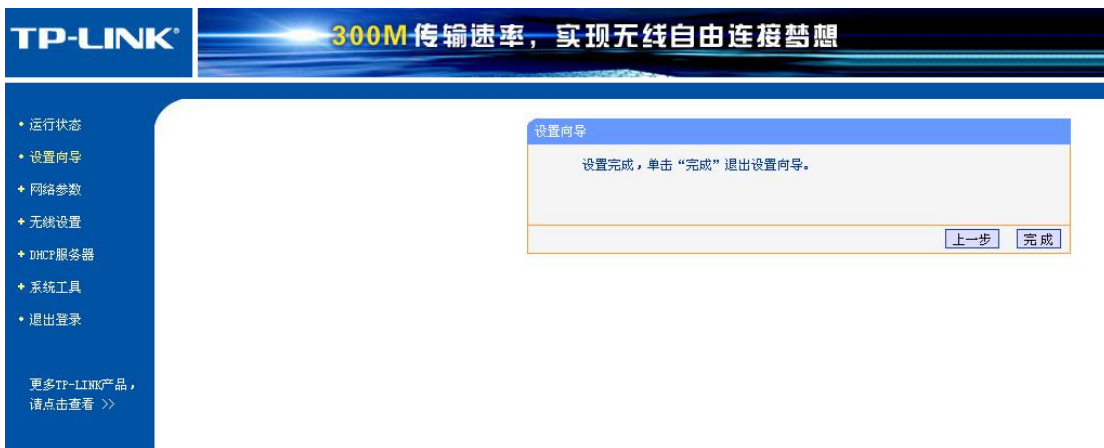 TP-LINK®
300M 传输速率，实现无线自由连接梦想
运行状态
设置向导
网络参数
无线设置
DHCP服务器
系统工具
退出登录
更多TP-LINK产品，
请点击查看 >>
设置向导
设置完成，单击“完成”退出设置向导。
上一步 完成